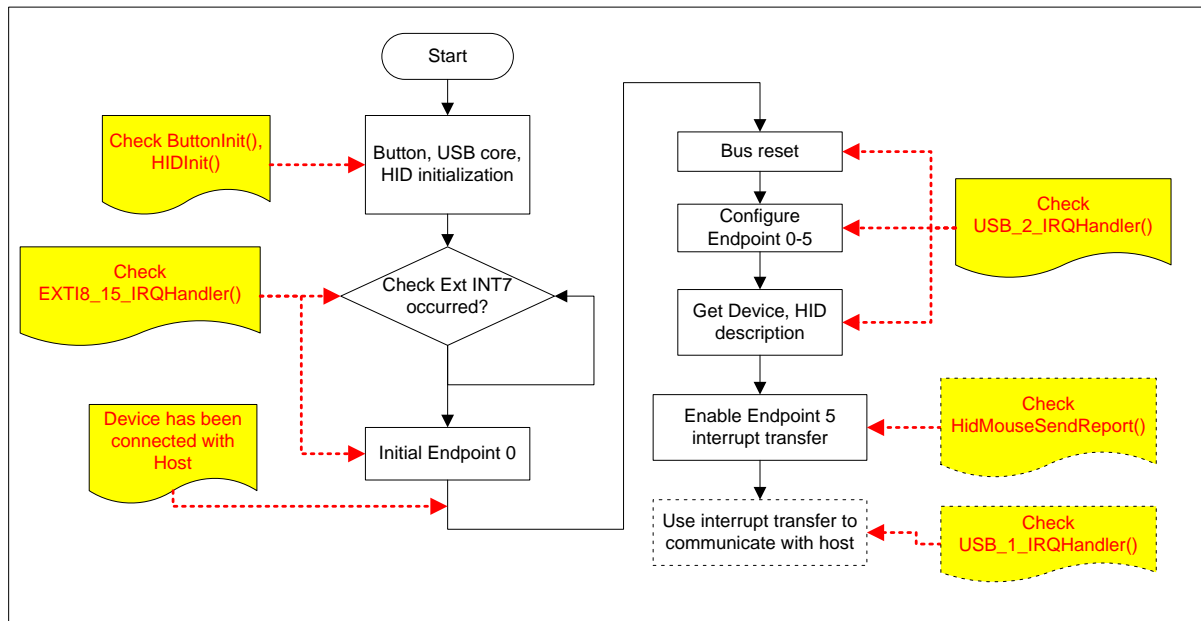 Start
Check ButtonInit(),
HIDInit()
Button, USB core,
HID initialization
Check
EXTI8_15_IRQHandler()
Check Ext INT7
occurred?
Device has been
connected with
Host
Initial Endpoint 0
Bus reset
Configure
Endpoint 0-5
Check
USB_2_IRQHandler()
Get Device, HID
description
Enable Endpoint 5
interrupt transfer
Check
HidMouseSendReport()
Use interrupt transfer to
communicate with host
Check
USB_1_IRQHandler()